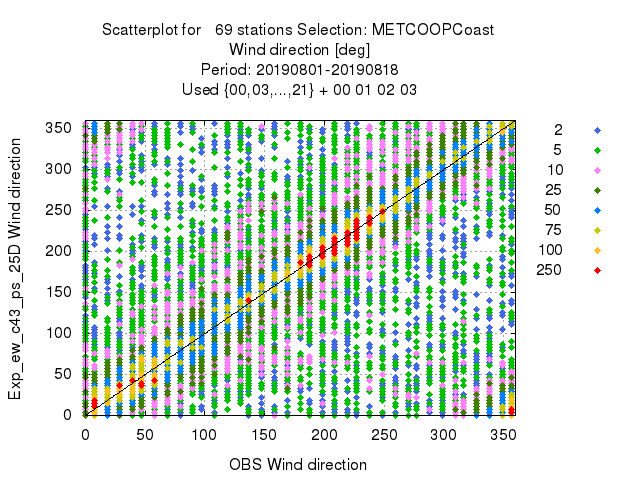 Scatterplot for   69 stations Selection: METCOOPCoast
Wind direction [deg]
Period: 20190801-20190818
Used {00,03,...,21} + 00 01 02 03
Exp_ew_c43_ps_25D Wind direction
350
300
250
200
150
100
50
0
0 50 100 150 200 250 300 350
OBS Wind direction
2
5
10
25
50
75
100
250